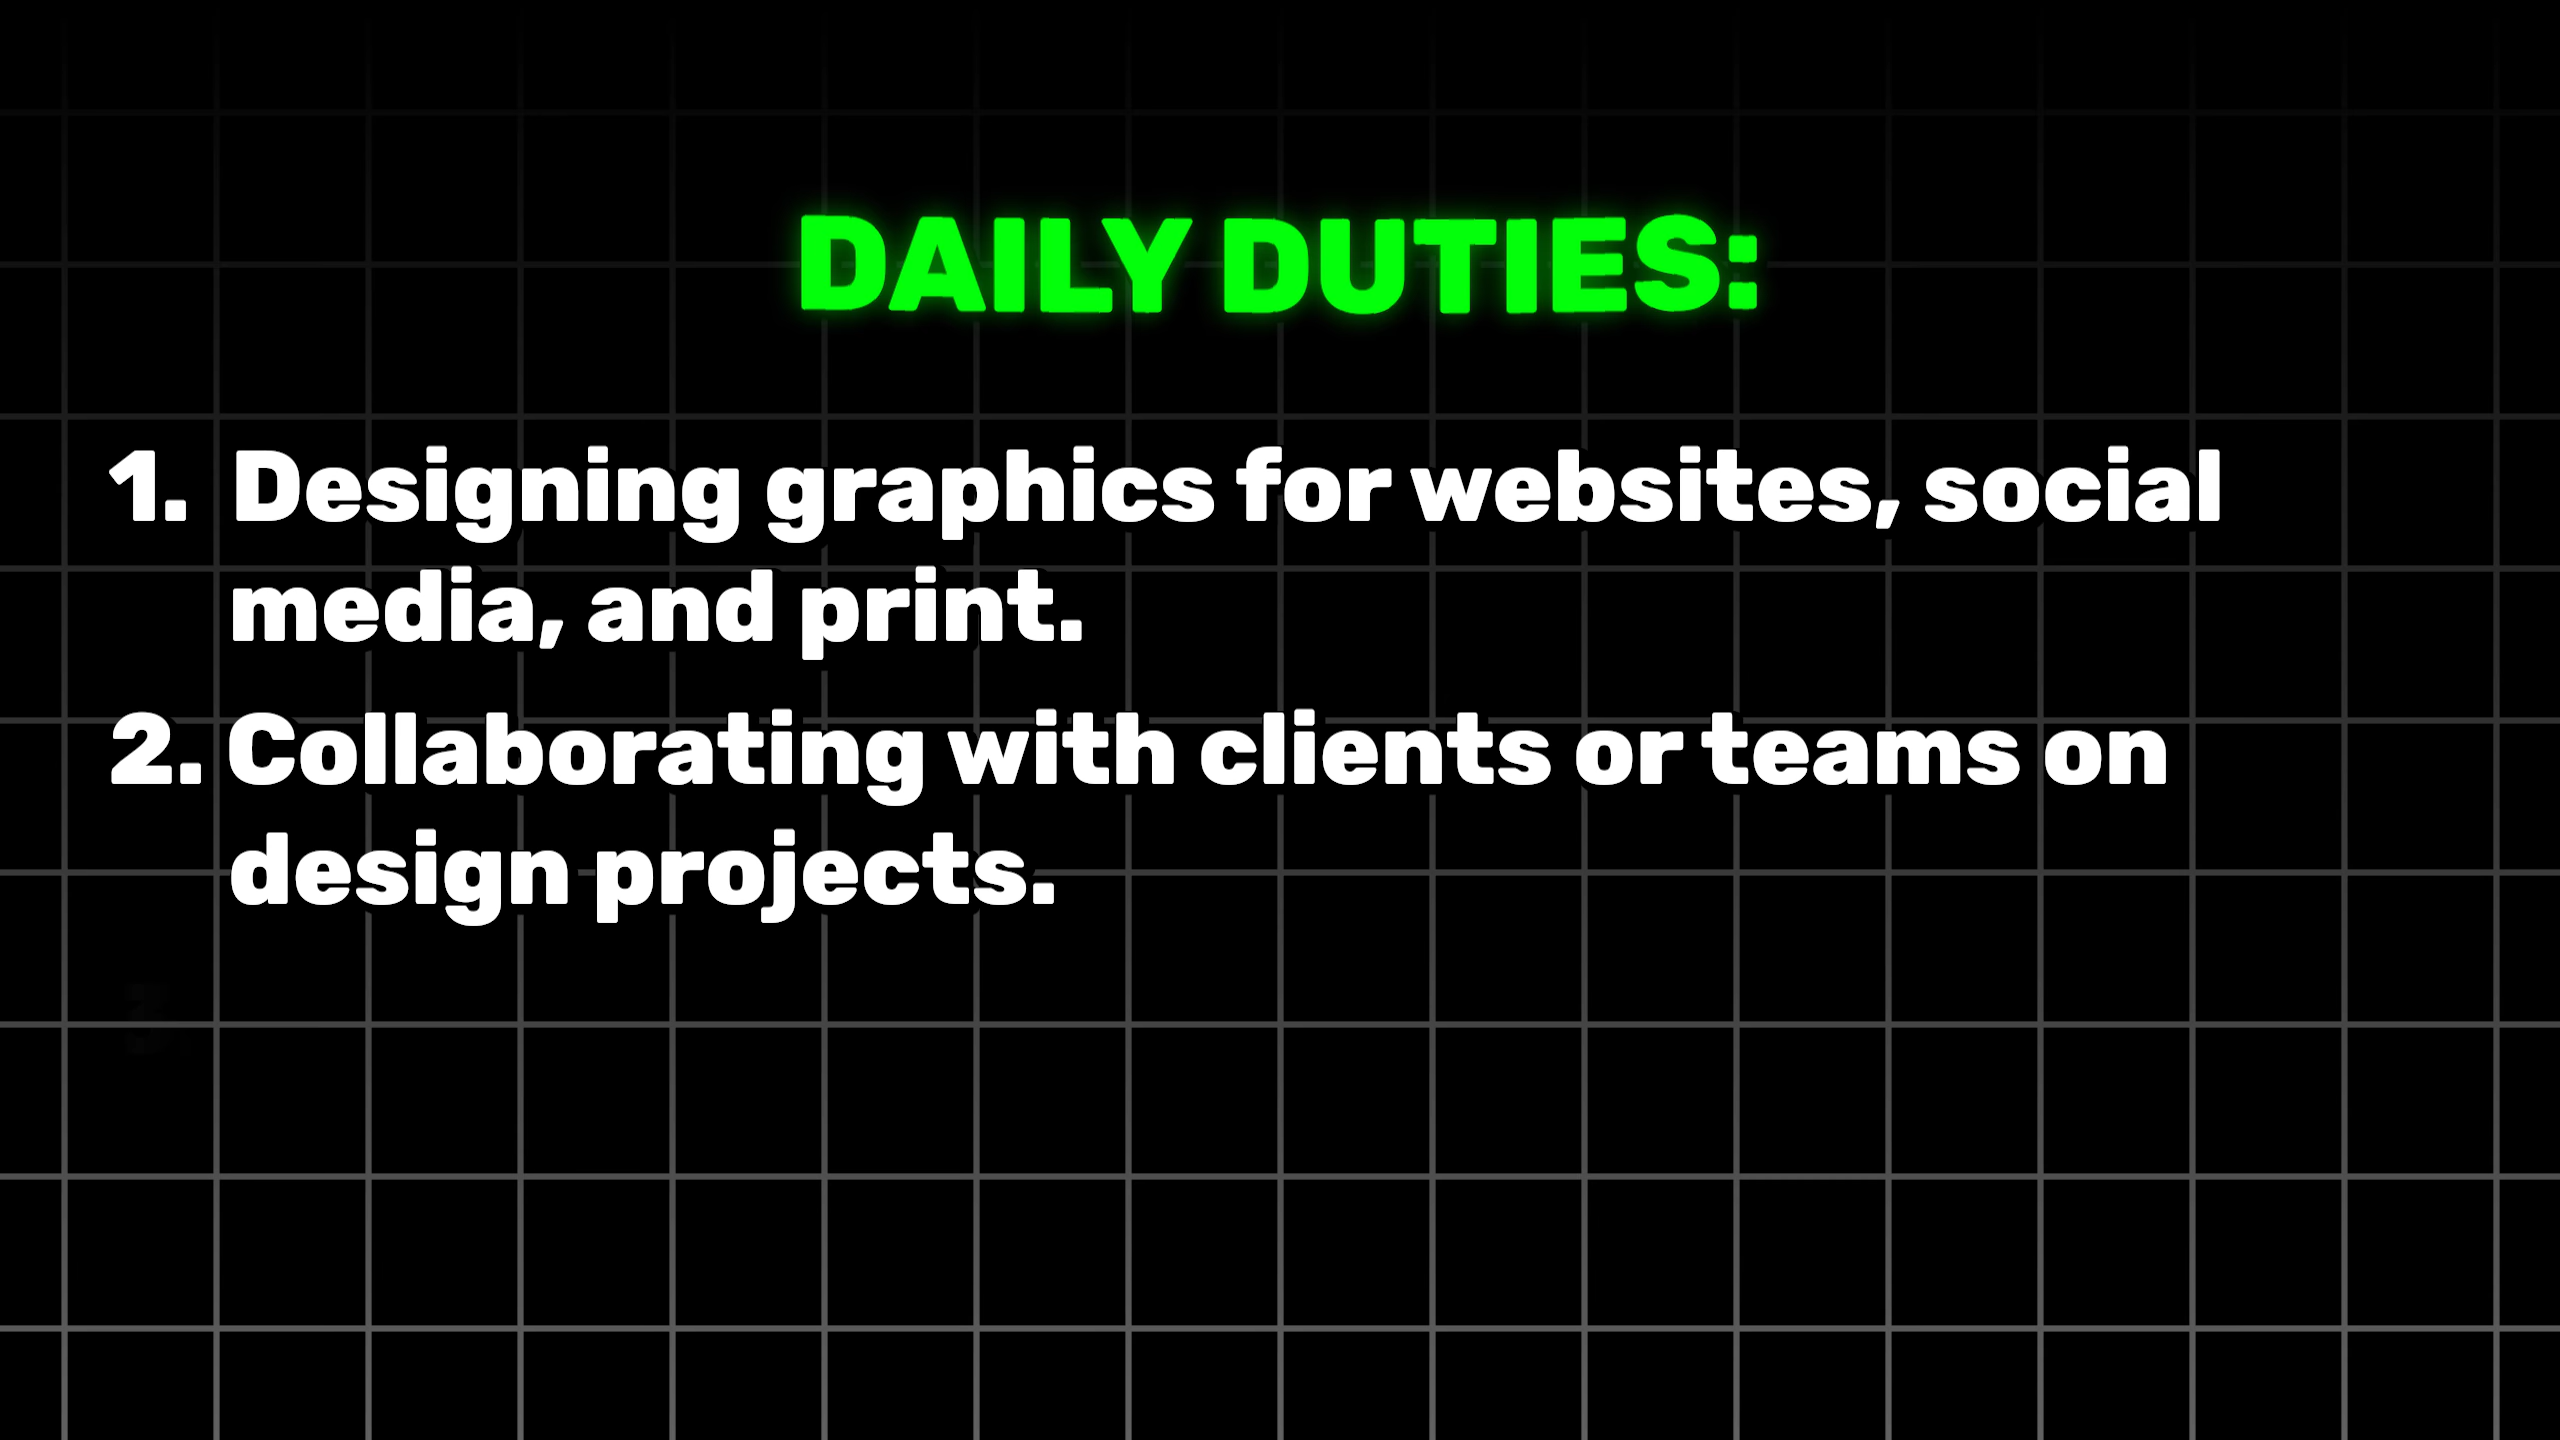 DAILY DUTIES:
1. Designing graphics for websites, social
media, and print.
2. Collaborating with clients or teams on
design projects.